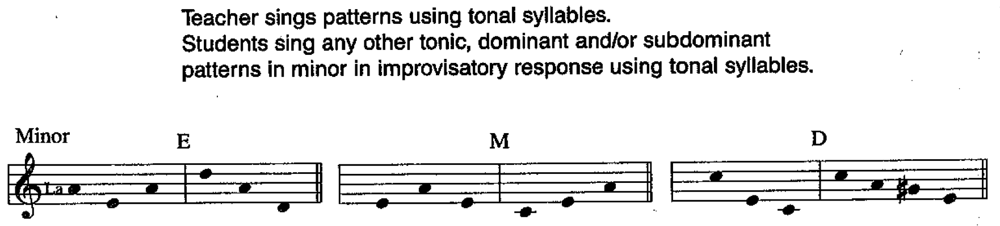 Teacher sings patterns using tonal syllables.
Students sing any other tonic, dominant and/or subdominant
patterns in minor in improvisatory response using tonal syllables.
Minor E M D
La